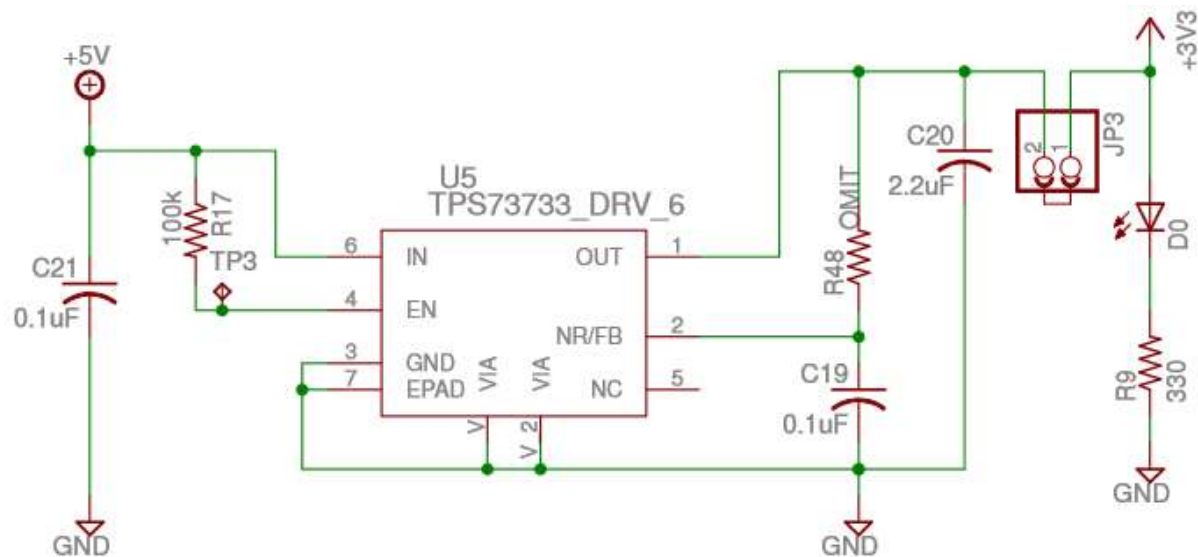 +5V
+3V3
C20
2.2uF
2
1
JP3
U5
TPS73733_DRV_6
100k
R17
TP3
OMIT
R48
D0
C21
0.1uF
6
IN
OUT
1
4
EN
NR/FB
2
3
GND
7
EPAD
VIA
VIA
NC
5
C19
0.1uF
R9
330
V
V 2
GND
GND
GND